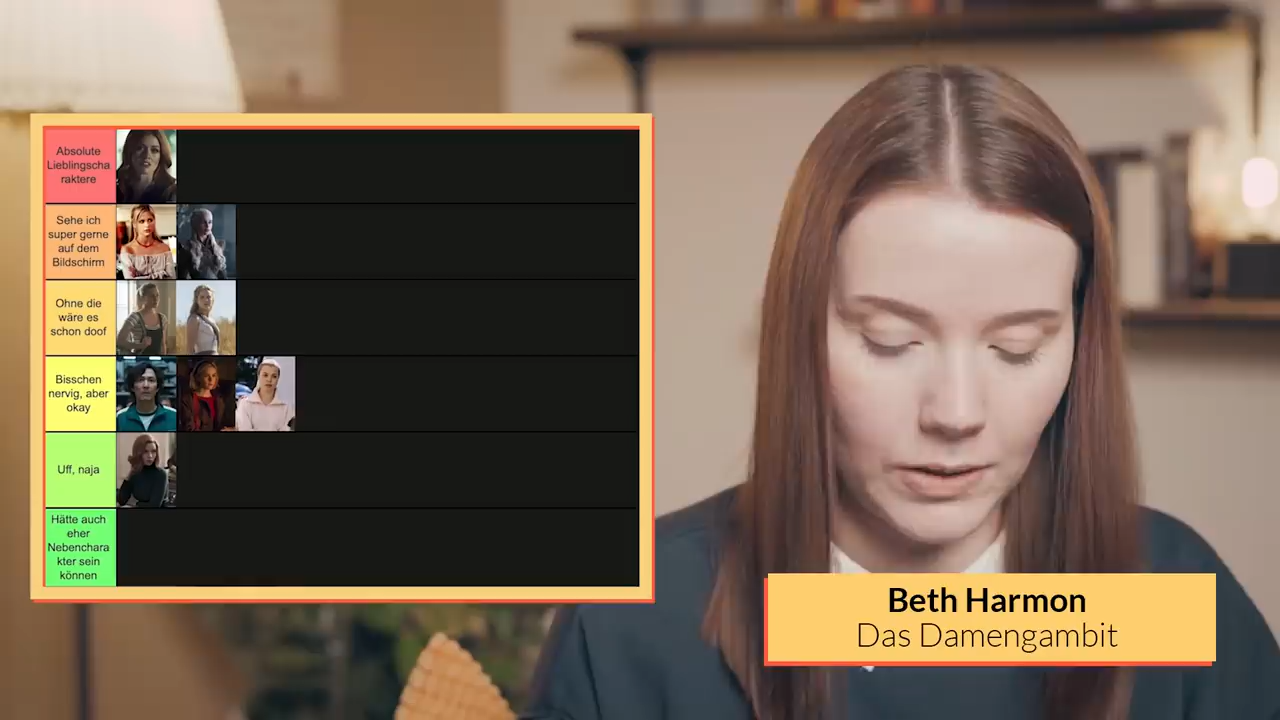 Absolute
Lieblingscha
raktere
Sehe ich
super gerne
auf dem
Bildschirm
Ohne die
wäre es
schon doof
Bisschen
nervig, aber
okay
Uff, naja
Hätte auch
eher
Nebenchara
kter sein
können
Beth Harmon
Das Damengambit